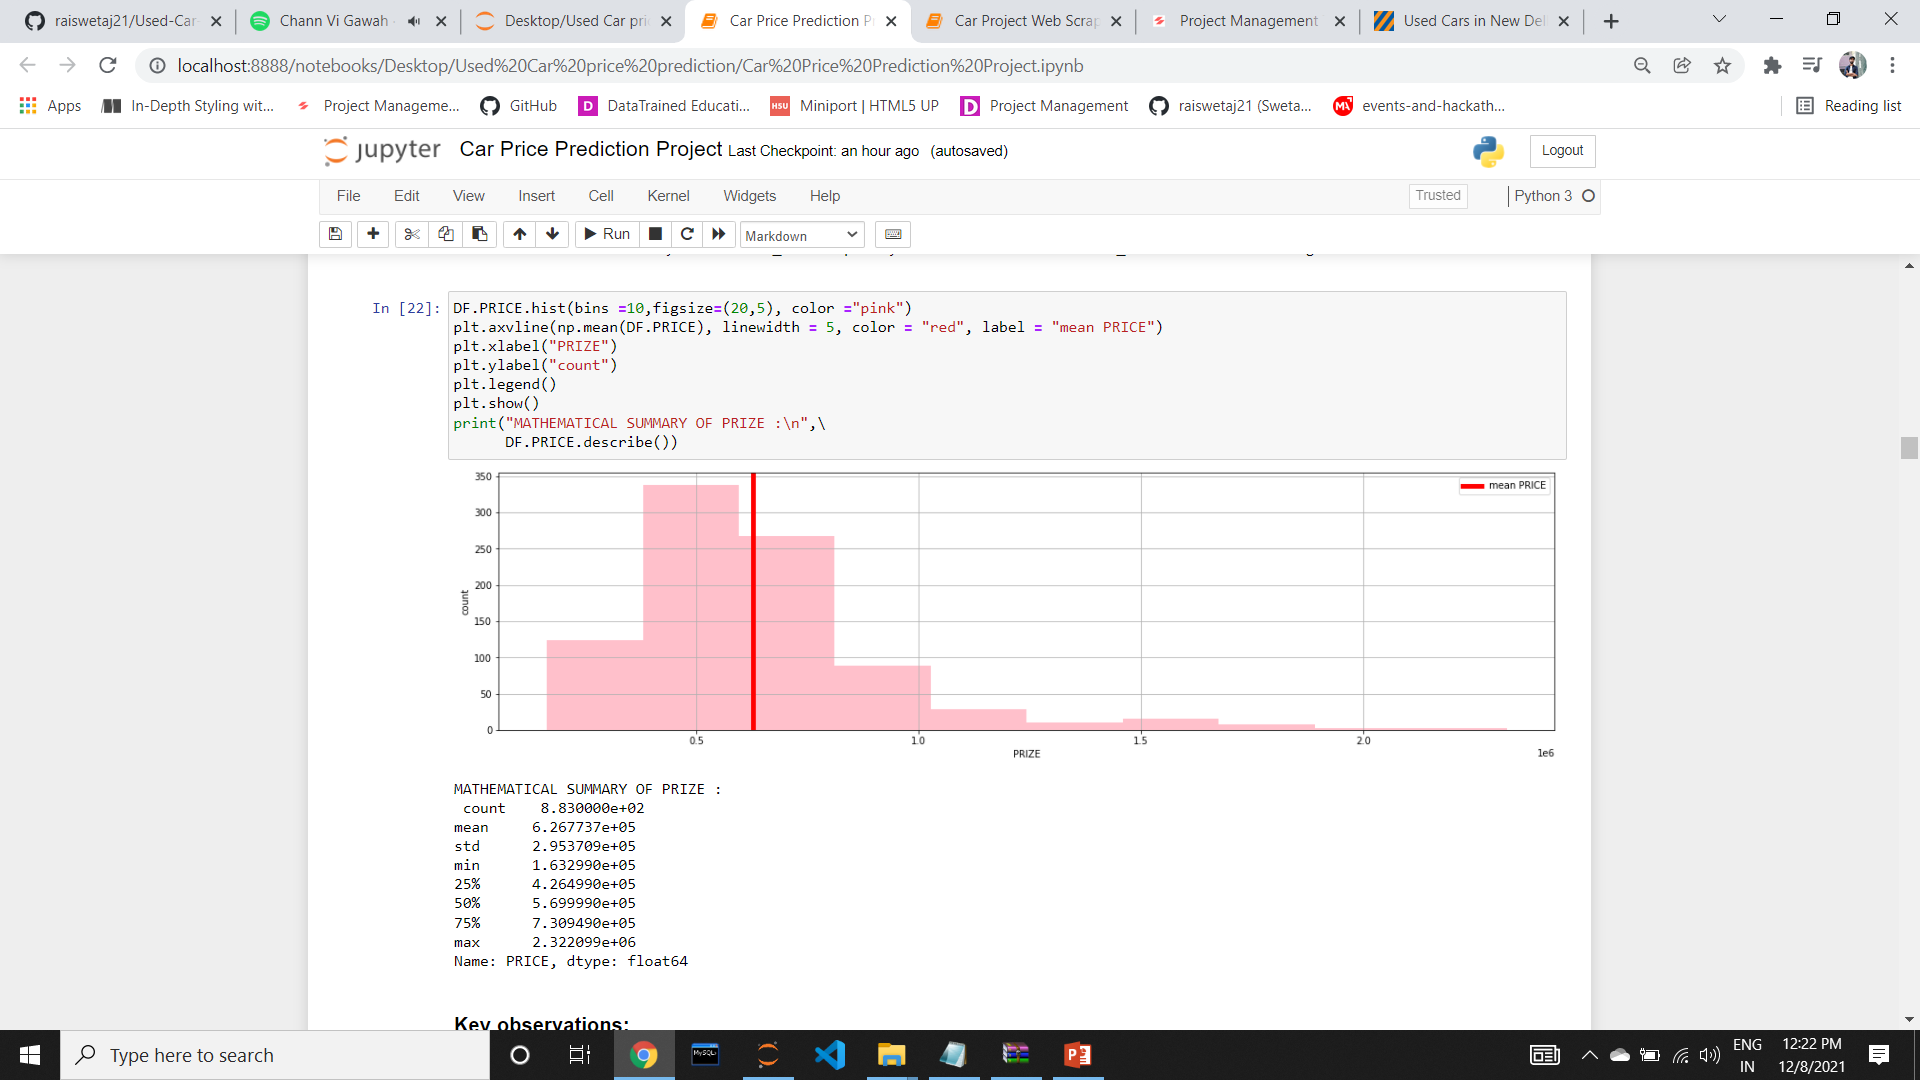 raiswetaj21/Used-Car-
Chann Vi Gawah
Desktop/Used Car pri
Car Price Prediction P
Car Project Web Scrap
Project Management
Used Cars in New Del
localhost:8888/notebooks/Desktop/Used%20Car%20price%20prediction/Car%20Price%20Prediction%20Project.ipynb
Apps
In-Depth Styling wit...
Project Manageme...
GitHub
D DataTrained Educati...
HSU Miniport | HTML5 UP
D Project Management
raiswetaj21 (Sweta...
events-and-hackath...
Reading list
jupyter Car Price Prediction Project Last Checkpoint: an hour ago (autosaved)
Logout
File Edit View Insert Cell Kernel Widgets Help
Trusted
Python 3
Run
Markdown
In [22]:
DF.PRICE.hist(bins =10,figsize=(20,5), color ="pink")
plt.axvline(np.mean(DF.PRICE), linewidth = 5, color = "red", label = "mean PRICE")
plt.xlabel("PRIZE")
plt.ylabel("count")
plt.legend()
plt.show()
print("MATHEMATICAL SUMMARY OF PRIZE :\n",\
DF.PRICE.describe())
350
300
250
200
150
100
50
0
count
mean PRICE
0.5 1.0 1.5 2.0
PRIZE
1e6
MATHEMATICAL SUMMARY OF PRIZE :
count 8.830000e+02
mean 6.267737e+05
std 2.953709e+05
min 1.632990e+05
25% 4.264990e+05
50% 5.699990e+05
75% 7.309490e+05
max 2.322099e+06
Name: PRICE, dtype: float64
Key observations:
Type here to search
MySQL
ENG
IN
12:22 PM
12/8/2021